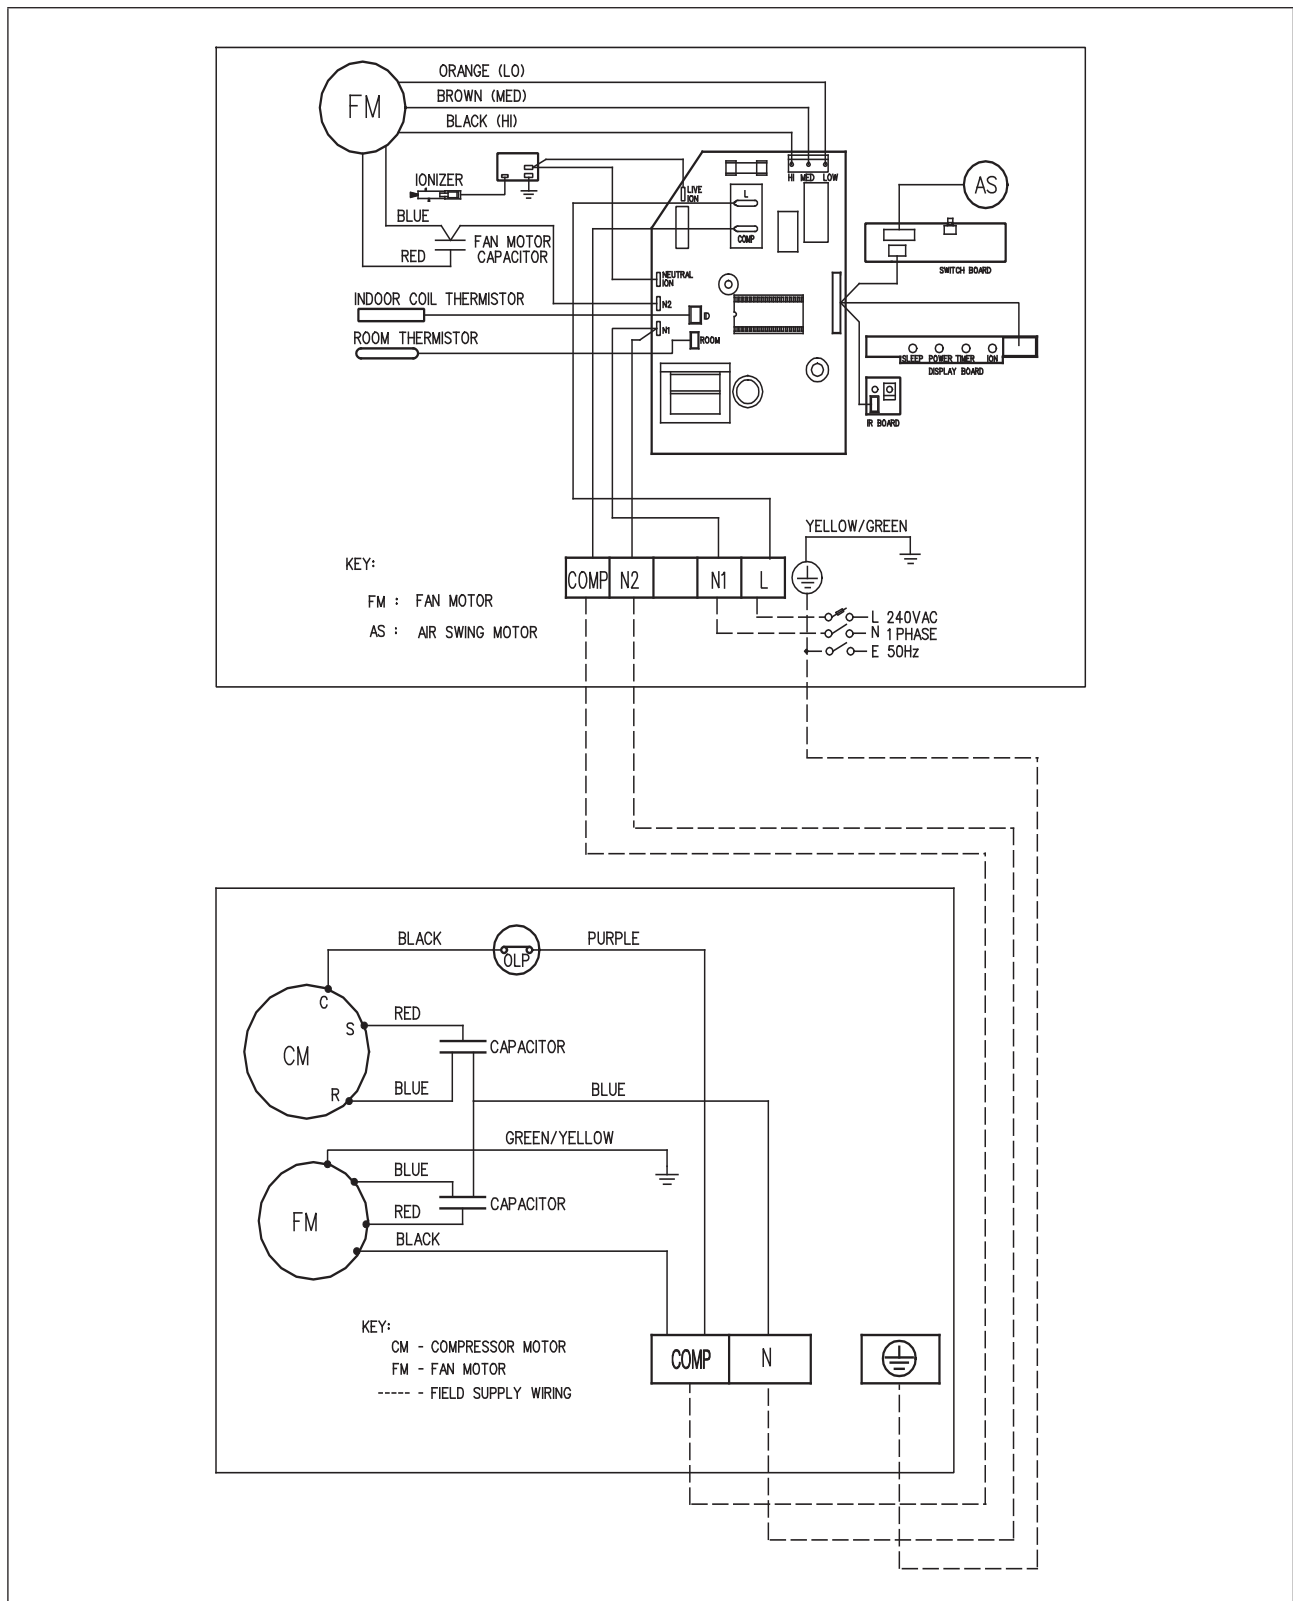 ORANGE (LO)
BROWN (MED)
BLACK (HI)
FM
HI MED LOW
IONIZER
LIVE
ION
L
COMP
AS
BLUE
FAN MOTOR
CAPACITOR
RED
SWITCH BOARD
NEUTRAL
ION
INDOOR COIL THERMISTOR
N2
ID
ROOM THERMISTOR
N1
ROOM
SLEEP POWER TIMER ION
DISPLAY BOARD
IR BOARD
YELLOW/GREEN
KEY:
COMP N2 N1 L
FM : FAN MOTOR
AS : AIR SWING MOTOR
L 240VAC
N 1PHASE
E 50Hz
BLACK
PURPLE
OLP
C
RED
S
CM
CAPACITOR
R
BLUE
BLUE
GREEN/YELLOW
BLUE
CAPACITOR
RED
FM
BLACK
KEY:
CM - COMPRESSOR MOTOR
FM - FAN MOTOR
----- - FIELD SUPPLY WIRING
COMP N